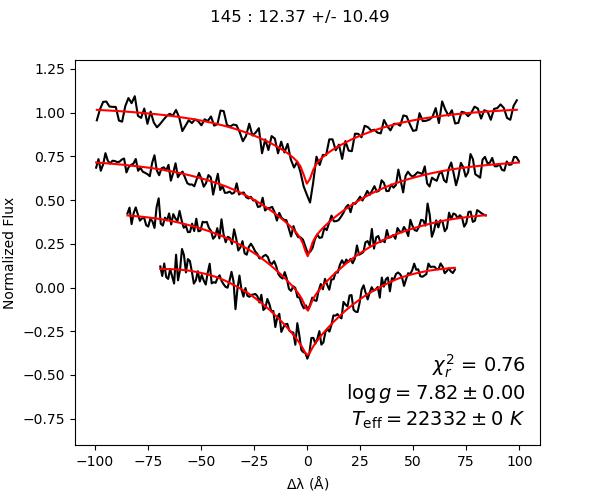 145 : 12.37 +/- 10.49
1.25
1.00
0.75
0.50
0.25
0.00
−0.25
−0.50
−0.75
Normalized Flux
χ²ᵣ = 0.76
log g = 7.82 ± 0.00
T_eff = 22332 ± 0 K
−100 −75 −50 −25 0 25 50 75 100
Δλ (Å)